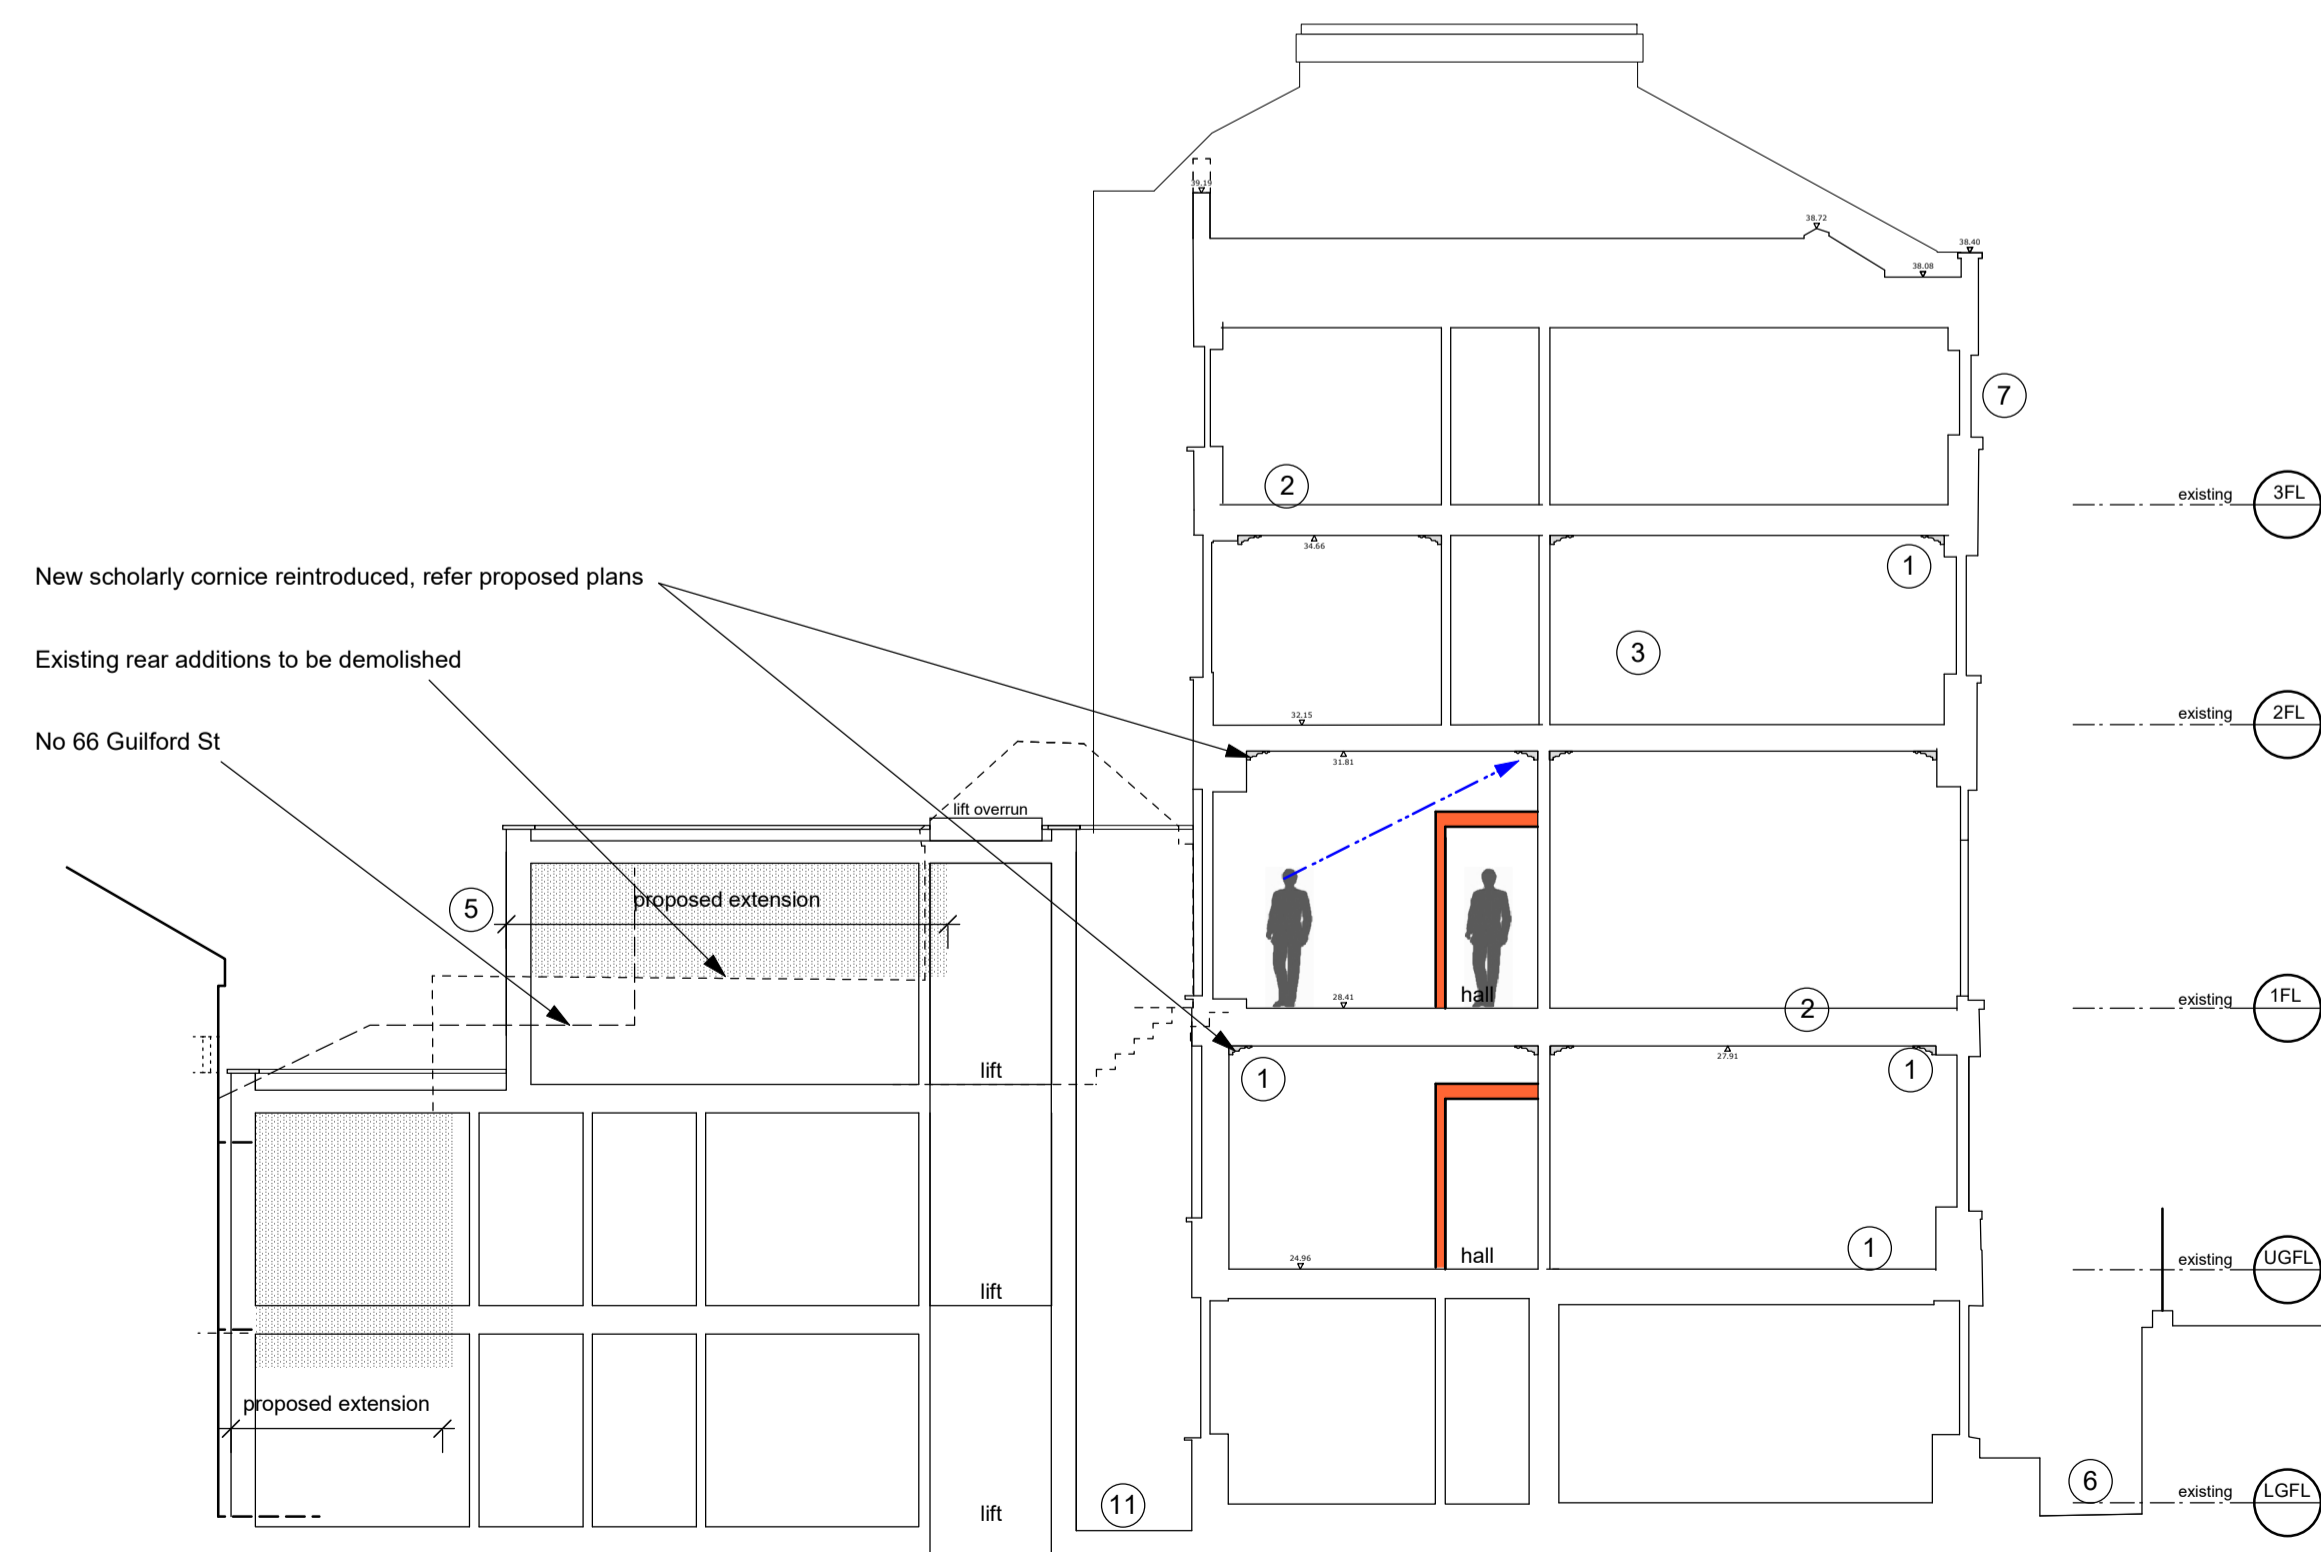 39.19
38.72
38.40
38.08
7
2
existing 3FL
New scholarly cornice reintroduced, refer proposed plans
34.66
1
Existing rear additions to be demolished
3
No 66 Guilford St
32.15
existing 2FL
31.81
lift overrun
5
proposed extension
28.41
hall
2
existing 1FL
27.91
lift
1
1
24.96
hall
1
existing UGFL
lift
proposed extension
6
existing LGFL
11
lift